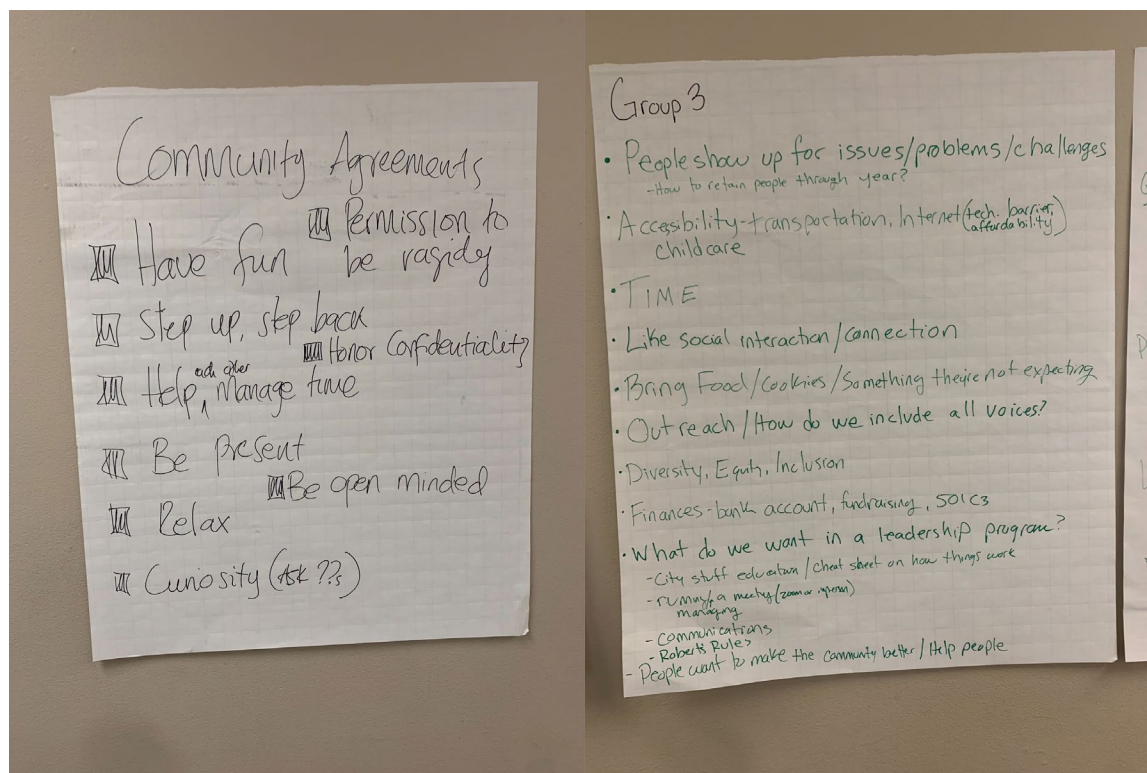 Community Agreements
Permission to
be ragidy
Have fun
Step up, step back
Honor Confidentiality
each other
Help, Manage time
Be present
Be open minded
Relax
Curiosity (Ask ??s)
Group 3
• People show up for issues/problems/challenges
-How to retain people through year?
• Accessibility-transportation, Internet (tech. barrier,
affordability)
childcare
• TIME
• Like social interaction/connection
• Bring Food/Cookies/Something they're not expecting
• Outreach/How do we include all voices?
• Diversity, Equity, Inclusion
• Finances-bank account, fundraising, 501C3
• What do we want in a leadership program?
-City stuff education/cheat sheet on how things work
-running a meeting (zoom or inperson)
managing
-Communications
-Robert's Rules
- People want to make the community better/Help people